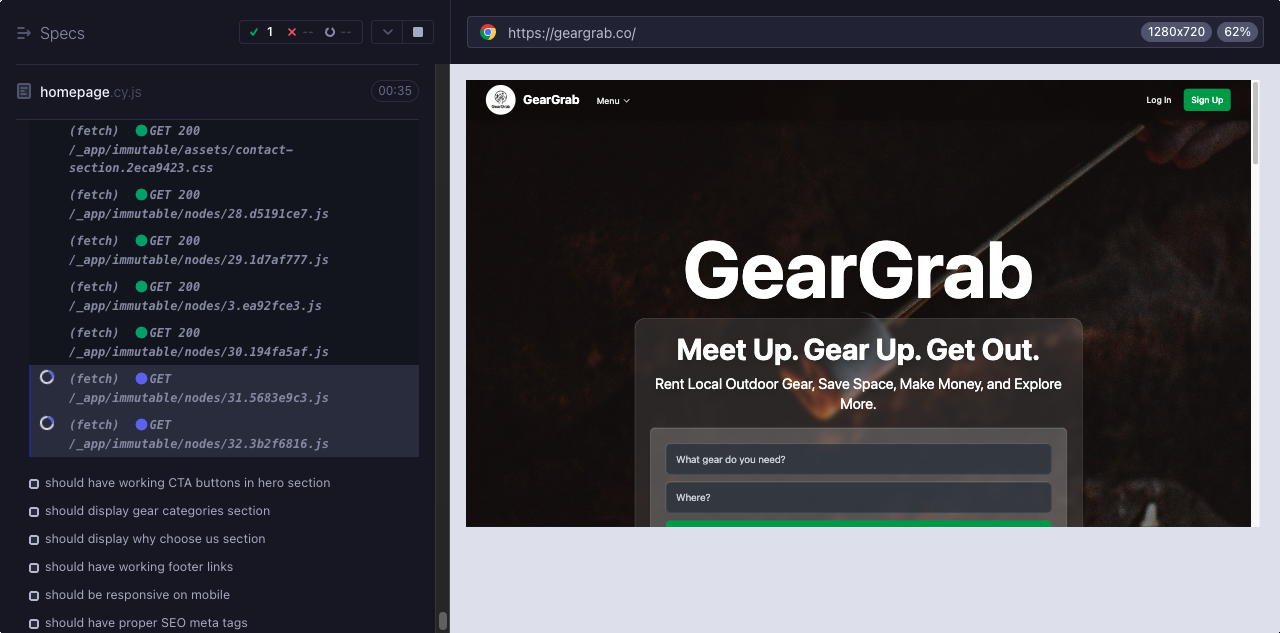 Specs
1
--
--
homepage.cy.js
00:35
(fetch) GET 200
/_app/immutable/assets/contact-
section.2eca9423.css
(fetch) GET 200
/_app/immutable/nodes/28.d5191ce7.js
(fetch) GET 200
/_app/immutable/nodes/29.1d7af777.js
(fetch) GET 200
/_app/immutable/nodes/3.ea92fce3.js
(fetch) GET 200
/_app/immutable/nodes/30.194fa5af.js
(fetch) GET
/_app/immutable/nodes/31.5683e9c3.js
(fetch) GET
/_app/immutable/nodes/32.3b2f6816.js
should have working CTA buttons in hero section
should display gear categories section
should display why choose us section
should have working footer links
should be responsive on mobile
should have proper SEO meta tags
https://geargrab.co/
1280x720
62%
GearGrab
GearGrab
Menu
Log In
Sign Up
GearGrab
Meet Up. Gear Up. Get Out.
Rent Local Outdoor Gear, Save Space, Make Money, and Explore
More.
What gear do you need?
Where?